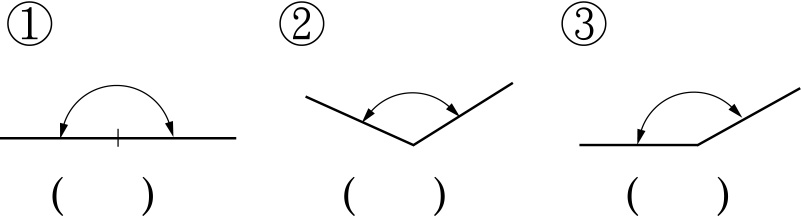 ① ② ③
( ) ( ) ( )